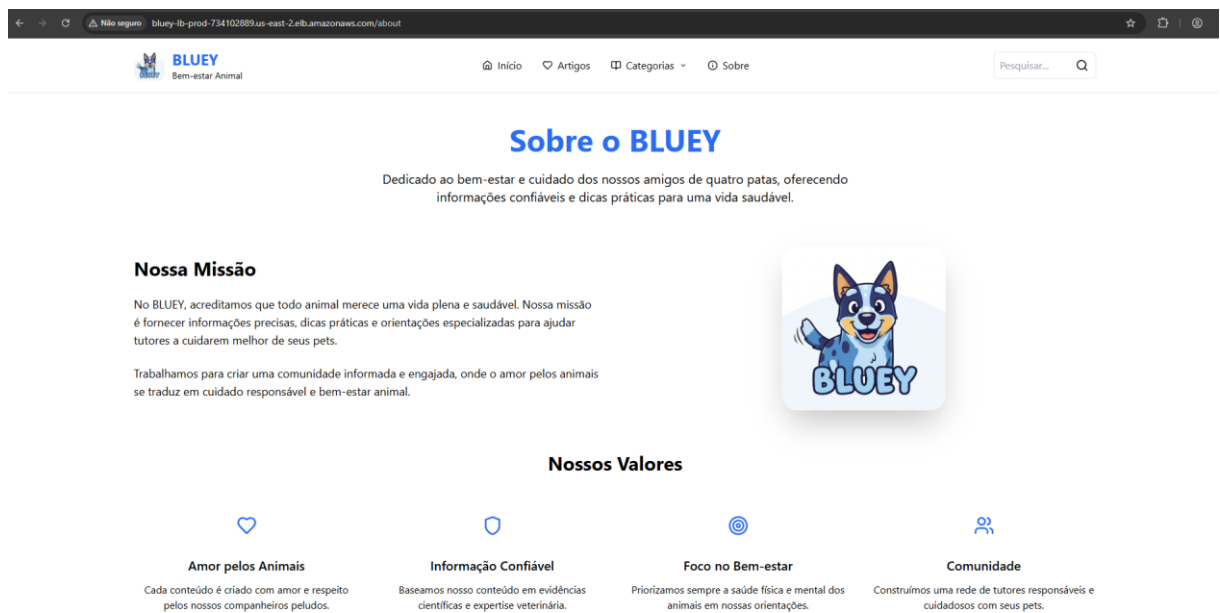 Não seguro bluey-lb-prod-734102889.us-east-2.elb.amazonaws.com/about
BLUEY
Bem-estar Animal
Início Artigos Categorias Sobre
Pesquisar...
Sobre o BLUEY
Dedicado ao bem-estar e cuidado dos nossos amigos de quatro patas, oferecendo
informações confiáveis e dicas práticas para uma vida saudável.
Nossa Missão
No BLUEY, acreditamos que todo animal merece uma vida plena e saudável. Nossa missão
é fornecer informações precisas, dicas práticas e orientações especializadas para ajudar
tutores a cuidarem melhor de seus pets.
Trabalhamos para criar uma comunidade informada e engajada, onde o amor pelos animais
se traduz em cuidado responsável e bem-estar animal.
BLUEY
Nossos Valores
Amor pelos Animais
Cada conteúdo é criado com amor e respeito
pelos nossos companheiros peludos.
Informação Confiável
Baseamos nosso conteúdo em evidências
científicas e expertise veterinária.
Foco no Bem-estar
Priorizamos sempre a saúde física e mental dos
animais em nossas orientações.
Comunidade
Construímos uma rede de tutores responsáveis e
cuidadosos com seus pets.